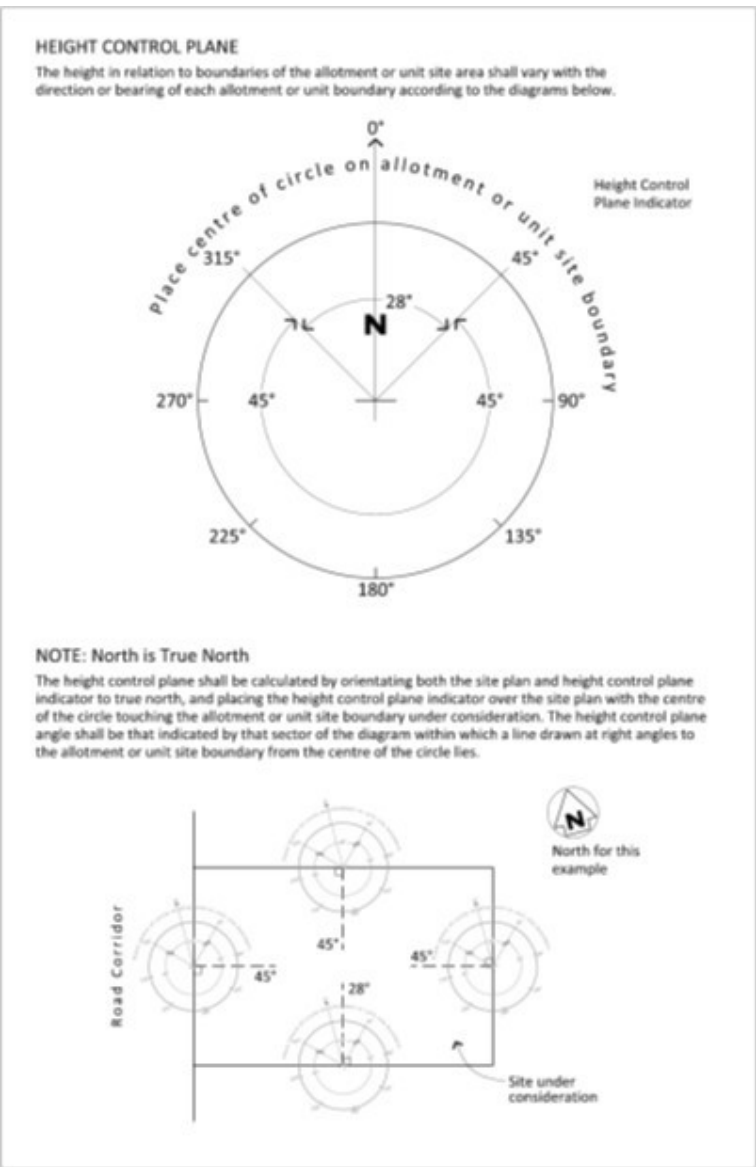 HEIGHT CONTROL PLANE
The height in relation to boundaries of the allotment or unit site area shall vary with the
direction or bearing of each allotment or unit boundary according to the diagrams below.
0°
Place centre of circle on allotment or unit site boundary
Height Control
Plane Indicator
315°
45°
28°
N
270°
45°
45°
90°
225°
135°
180°
NOTE: North is True North
The height control plane shall be calculated by orientating both the site plan and height control plane
indicator to true north, and placing the height control plane indicator over the site plan with the centre
of the circle touching the allotment or unit site boundary under consideration. The height control plane
angle shall be that indicated by that sector of the diagram within which a line drawn at right angles to
the allotment or unit site boundary from the centre of the circle lies.
N
North for this
example
Road Corridor
45°
45°
45°
28°
Site under
consideration